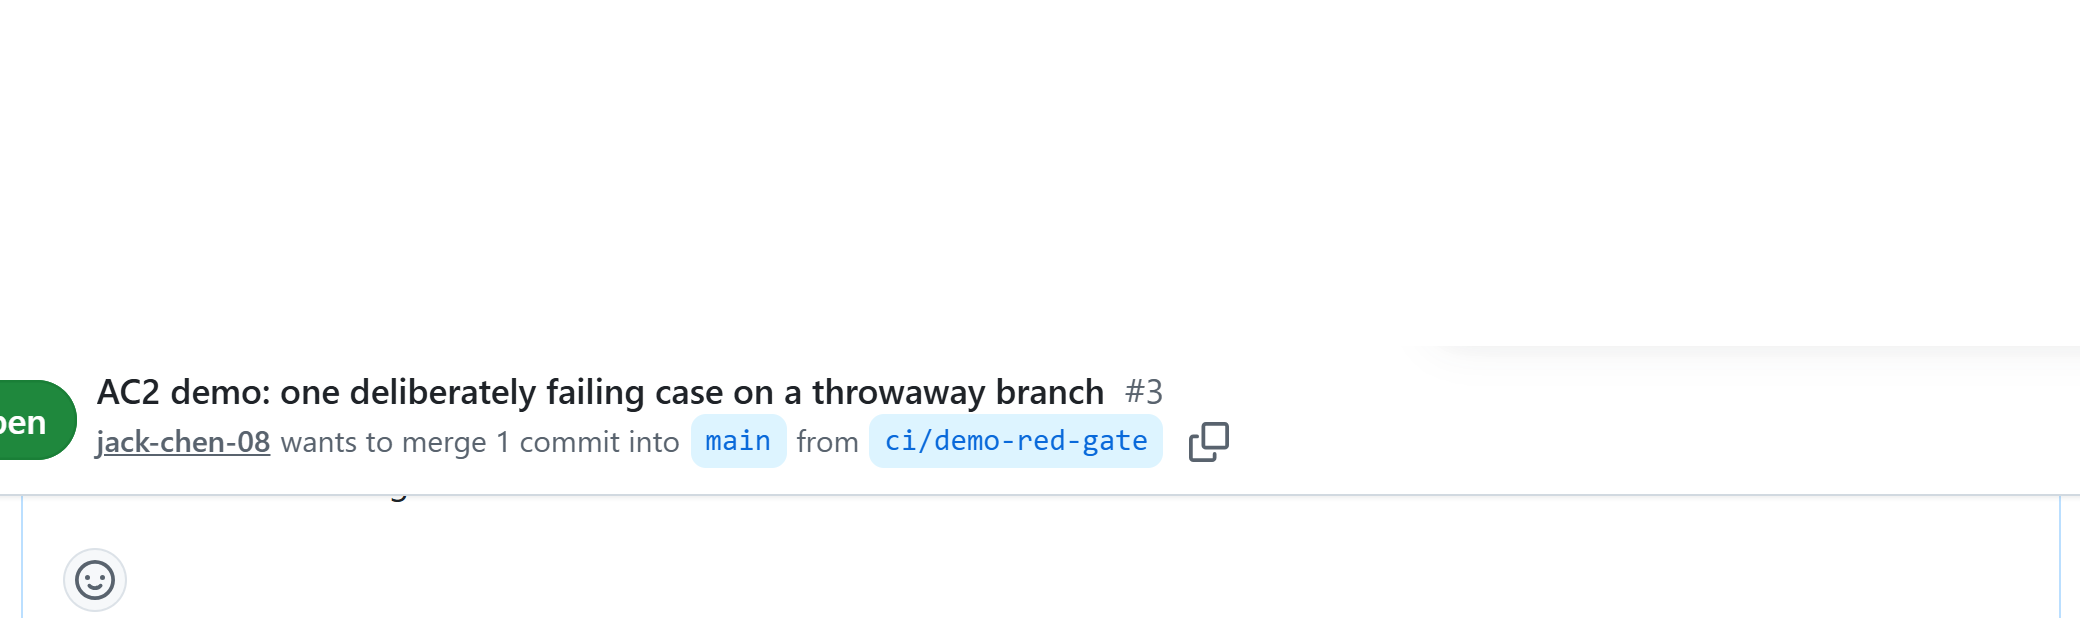 AC2 demo: one deliberately failing case on a throwaway branch #3
jack-chen-08 wants to merge 1 commit into main from ci/demo-red-gate